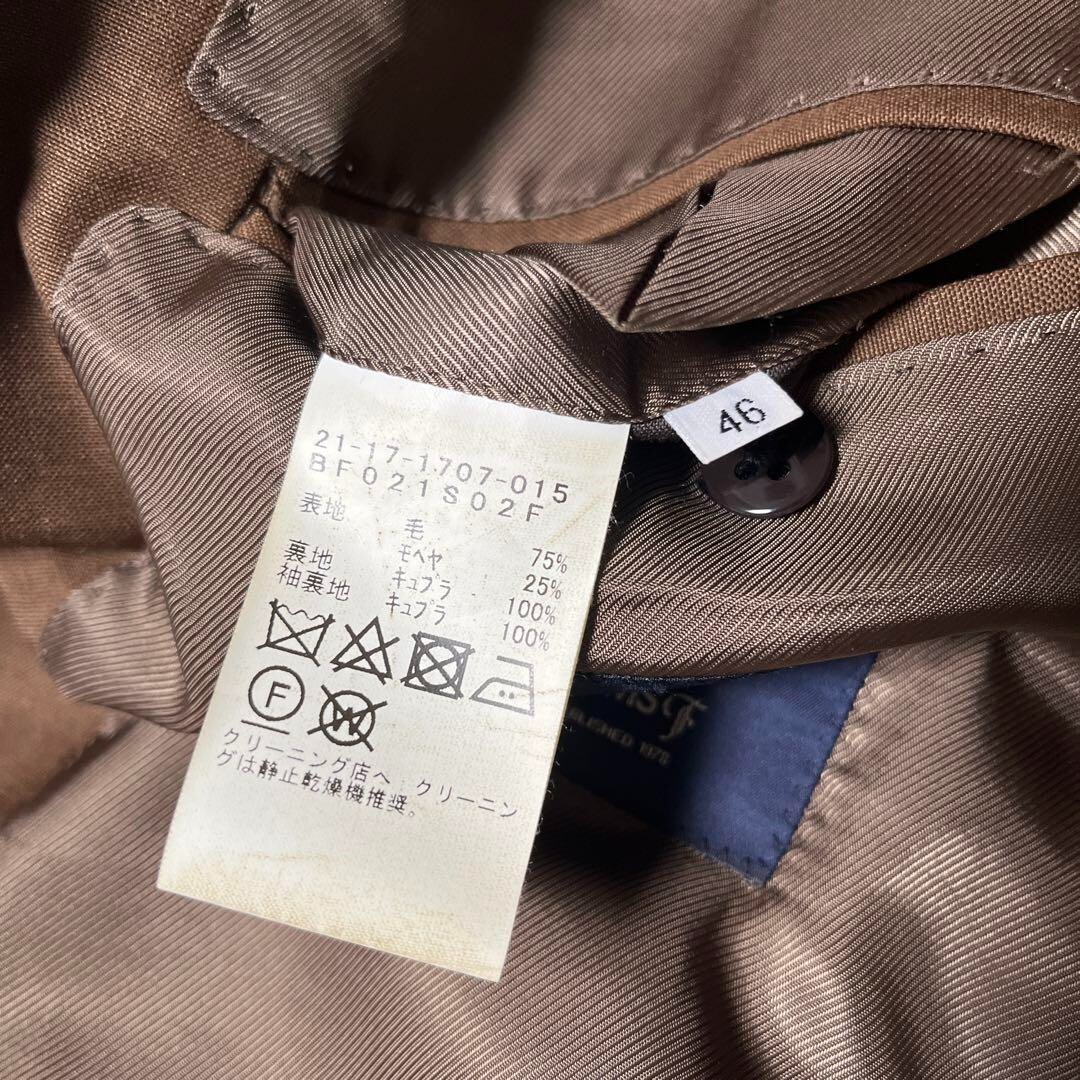 21-17-1707-015
BF021S02F
表地 毛 75%
モヘヤ 25%
裏地 キュプラ 100%
袖裏地 キュプラ 100%
F
W
クリーニング店へ クリーニン
グは静止乾燥機推奨。
46
1978